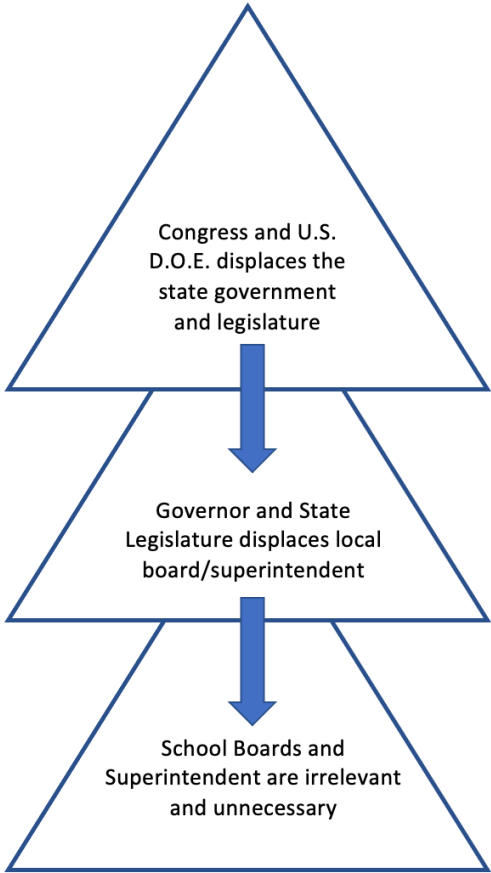 Congress and U.S.
D.O.E. displaces the
state government
and legislature
Governor and State
Legislature displaces local
board/superintendent
School Boards and
Superintendent are irrelevant
and unnecessary